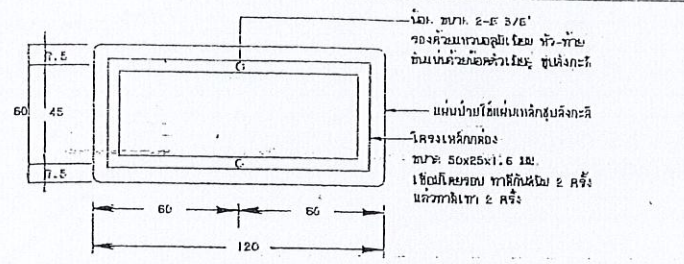 น๊อต ขนาด 2-Ø 3/8"
รองด้วยแหวนอลูมิเนียม หัว-ท้าย
ขันแน่นด้วยน๊อตตัวเมีย ชุบสังกะสี
7.5
60
45
แผ่นป้ายใช้แผ่นเหล็กชุบสังกะสี
โครงเหล็กกล่อง
ขนาด 50x25x1.6 มม.
7.5
เชื่อมโดยรอบ ทาสีกันสนิม 2 ครั้ง
แล้วทาสีเทา 2 ครั้ง
60
60
120